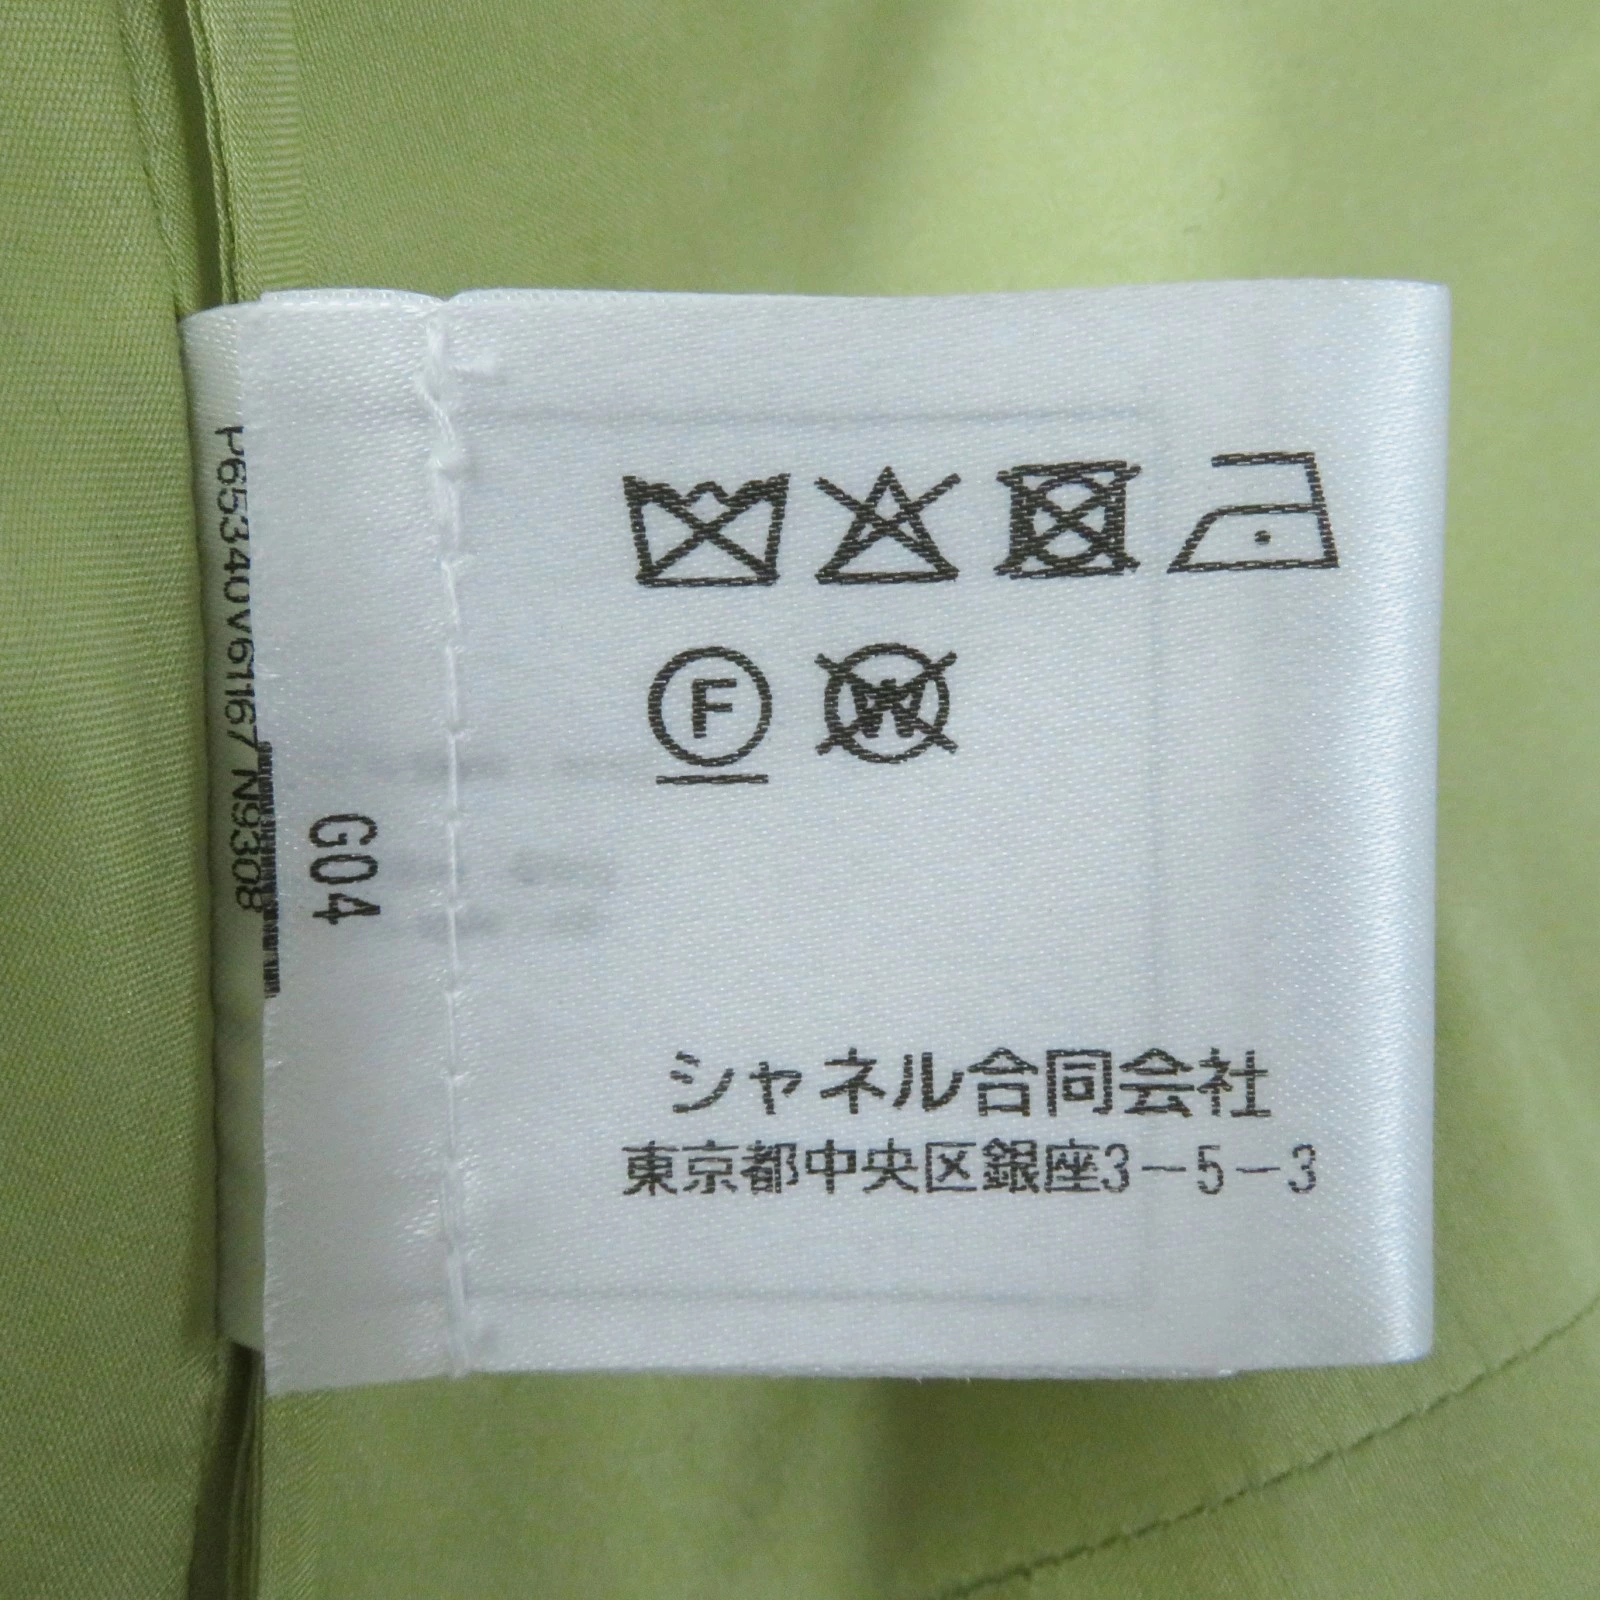 P65340V61167 N9308
G04
F
W
シャネル合同会社
東京都中央区銀座3-5-3